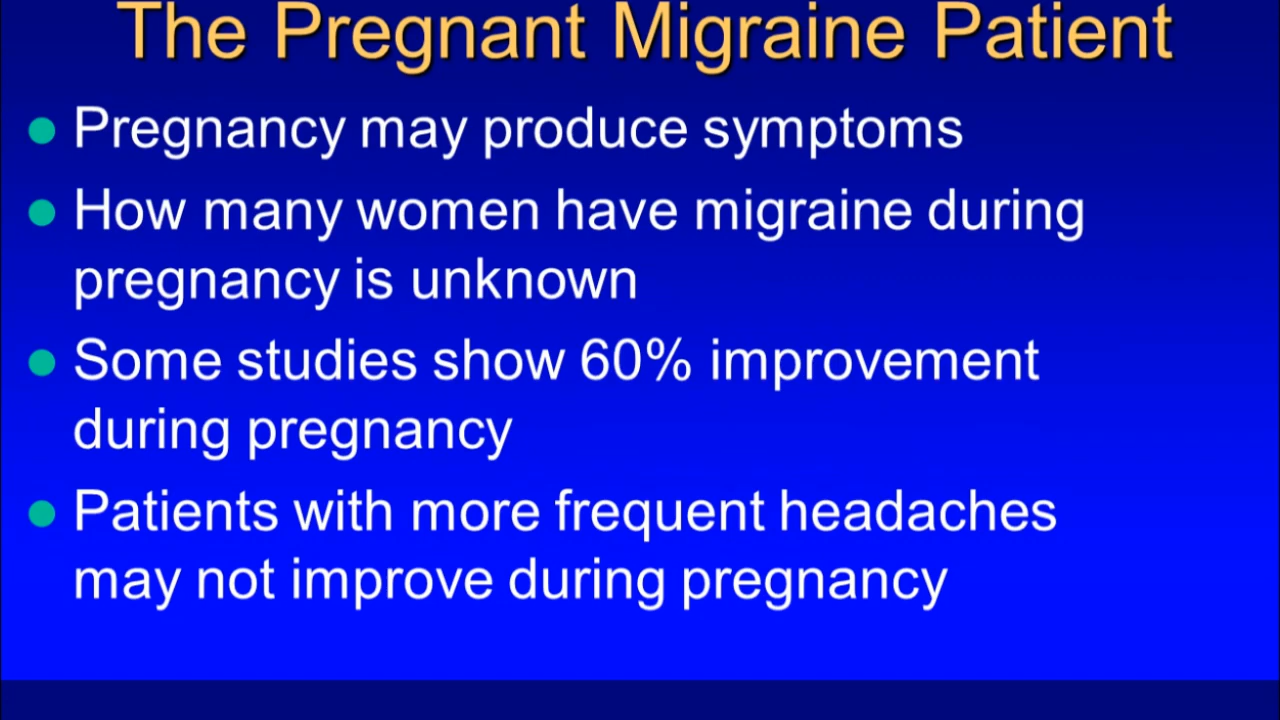 The Pregnant Migraine Patient
Pregnancy may produce symptoms
How many women have migraine during
pregnancy is unknown
Some studies show 60% improvement
during pregnancy
Patients with more frequent headaches
may not improve during pregnancy